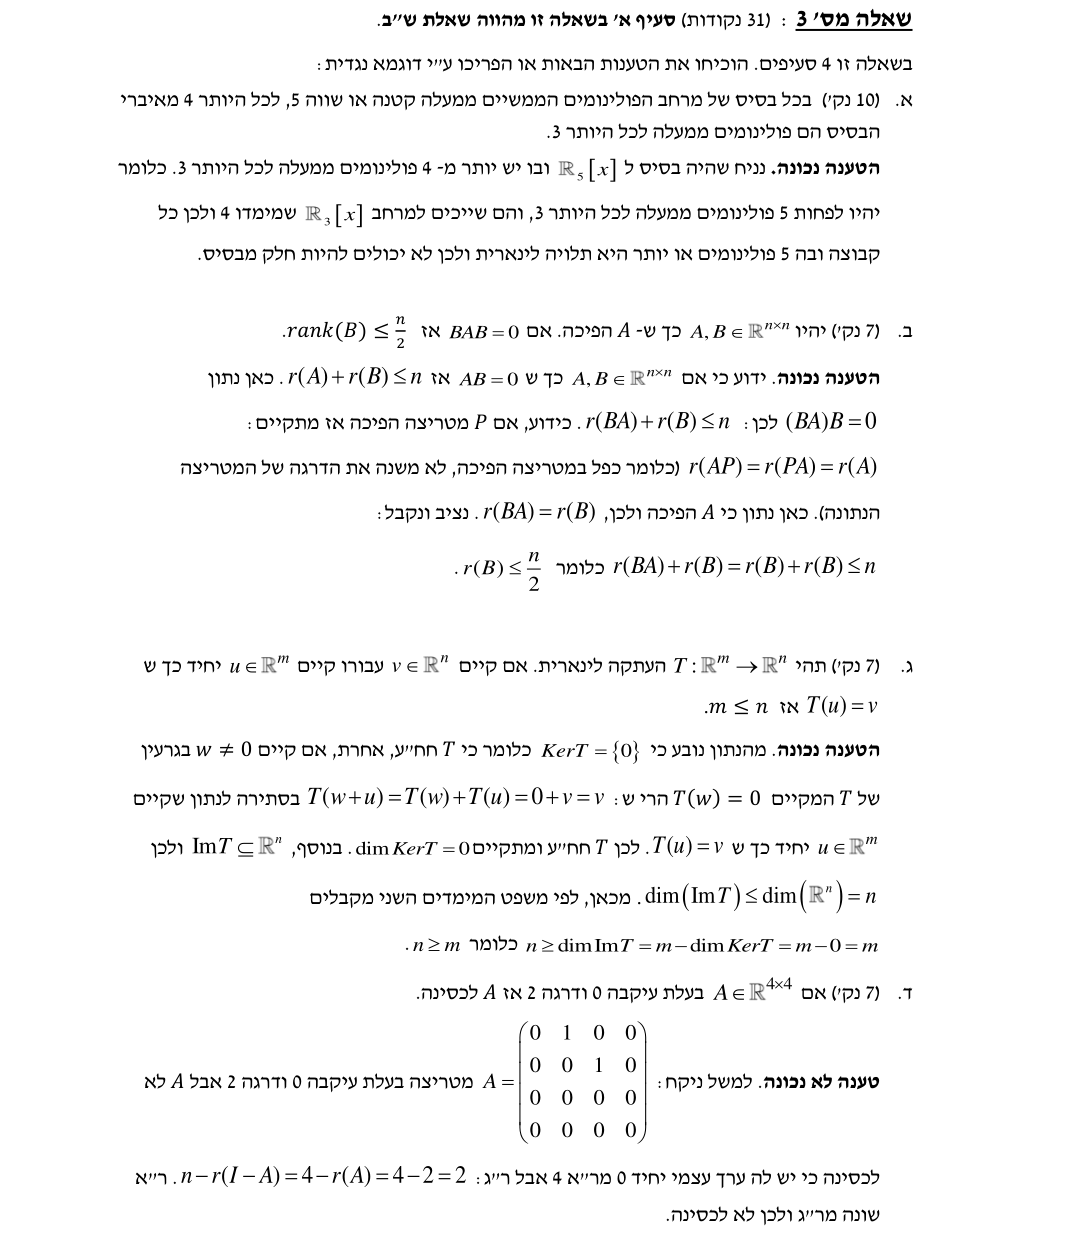 שאלה מס׳ 3 : (31 נקודות) סעיף א׳ בשאלה זו מהווה שאלת ש״ב.
בשאלה זו 4 סעיפים. הוכיחו את הטענות הבאות או הפריכו ע״י דוגמא נגדית:
א. (10 נק׳) בכל בסיס של מרחב הפולינומים הממשיים ממעלה קטנה או שווה 5, לכל היותר 4 מאיברי
הבסיס הם פולינומים ממעלה לכל היותר 3.
הטענה נכונה. נניח שהיה בסיס ל ℝ₅[x] ובו יש יותר מ- 4 פולינומים ממעלה לכל היותר 3. כלומר
יהיו לפחות 5 פולינומים ממעלה לכל היותר 3, והם שייכים למרחב ℝ₃[x] שמימדו 4 ולכן כל
קבוצה ובה 5 פולינומים או יותר היא תלויה לינארית ולכן לא יכולים להיות חלק מבסיס.
ב. (7 נק׳) יהיו A, B ∈ ℝⁿˣⁿ כך ש- A הפיכה. אם BAB = 0 אז rank(B) ≤ n/2.
הטענה נכונה. ידוע כי אם A, B ∈ ℝⁿˣⁿ כך ש AB = 0 אז r(A)+r(B) ≤ n. כאן נתון
(BA)B = 0 לכן: r(BA)+r(B) ≤ n. כידוע, אם P מטריצה הפיכה אז מתקיים:
r(AP) = r(PA) = r(A) (כלומר כפל במטריצה הפיכה, לא משנה את הדרגה של המטריצה
הנתונה). כאן נתון כי A הפיכה ולכן, r(BA) = r(B). נציב ונקבל:
r(BA)+r(B) = r(B)+r(B) ≤ n כלומר r(B) ≤ n/2.
ג. (7 נק׳) תהי T : ℝᵐ → ℝⁿ העתקה לינארית. אם קיים v ∈ ℝⁿ עבורו קיים u ∈ ℝᵐ יחיד כך ש
T(u) = v אז m ≤ n.
הטענה נכונה. מהנתון נובע כי KerT = {0} כלומר כי T חח״ע, אחרת, אם קיים w ≠ 0 בגרעין
של T המקיים T(w) = 0 הרי ש: T(w+u) = T(w)+T(u) = 0+v = v בסתירה לנתון שקיים
u ∈ ℝᵐ יחיד כך ש T(u) = v. לכן T חח״ע ומתקיים dim KerT = 0. בנוסף, ImT ⊆ ℝⁿ ולכן
dim(ImT) ≤ dim(ℝⁿ) = n. מכאן, לפי משפט המימדים השני מקבלים
n ≥ dim ImT = m − dim KerT = m − 0 = m כלומר n ≥ m.
ד. (7 נק׳) אם A ∈ ℝ⁴ˣ⁴ בעלת עיקבה 0 ודרגה 2 אז A לכסינה.
0 1 0 0
0 0 1 0
טענה לא נכונה. למשל ניקח: A = מטריצה בעלת עיקבה 0 ודרגה 2 אבל A לא
0 0 0 0
0 0 0 0
לכסינה כי יש לה ערך עצמי יחיד 0 מר״א 4 אבל ר״ג: n − r(I − A) = 4 − r(A) = 4 − 2 = 2. ר״א
שונה מר״ג ולכן לא לכסינה.